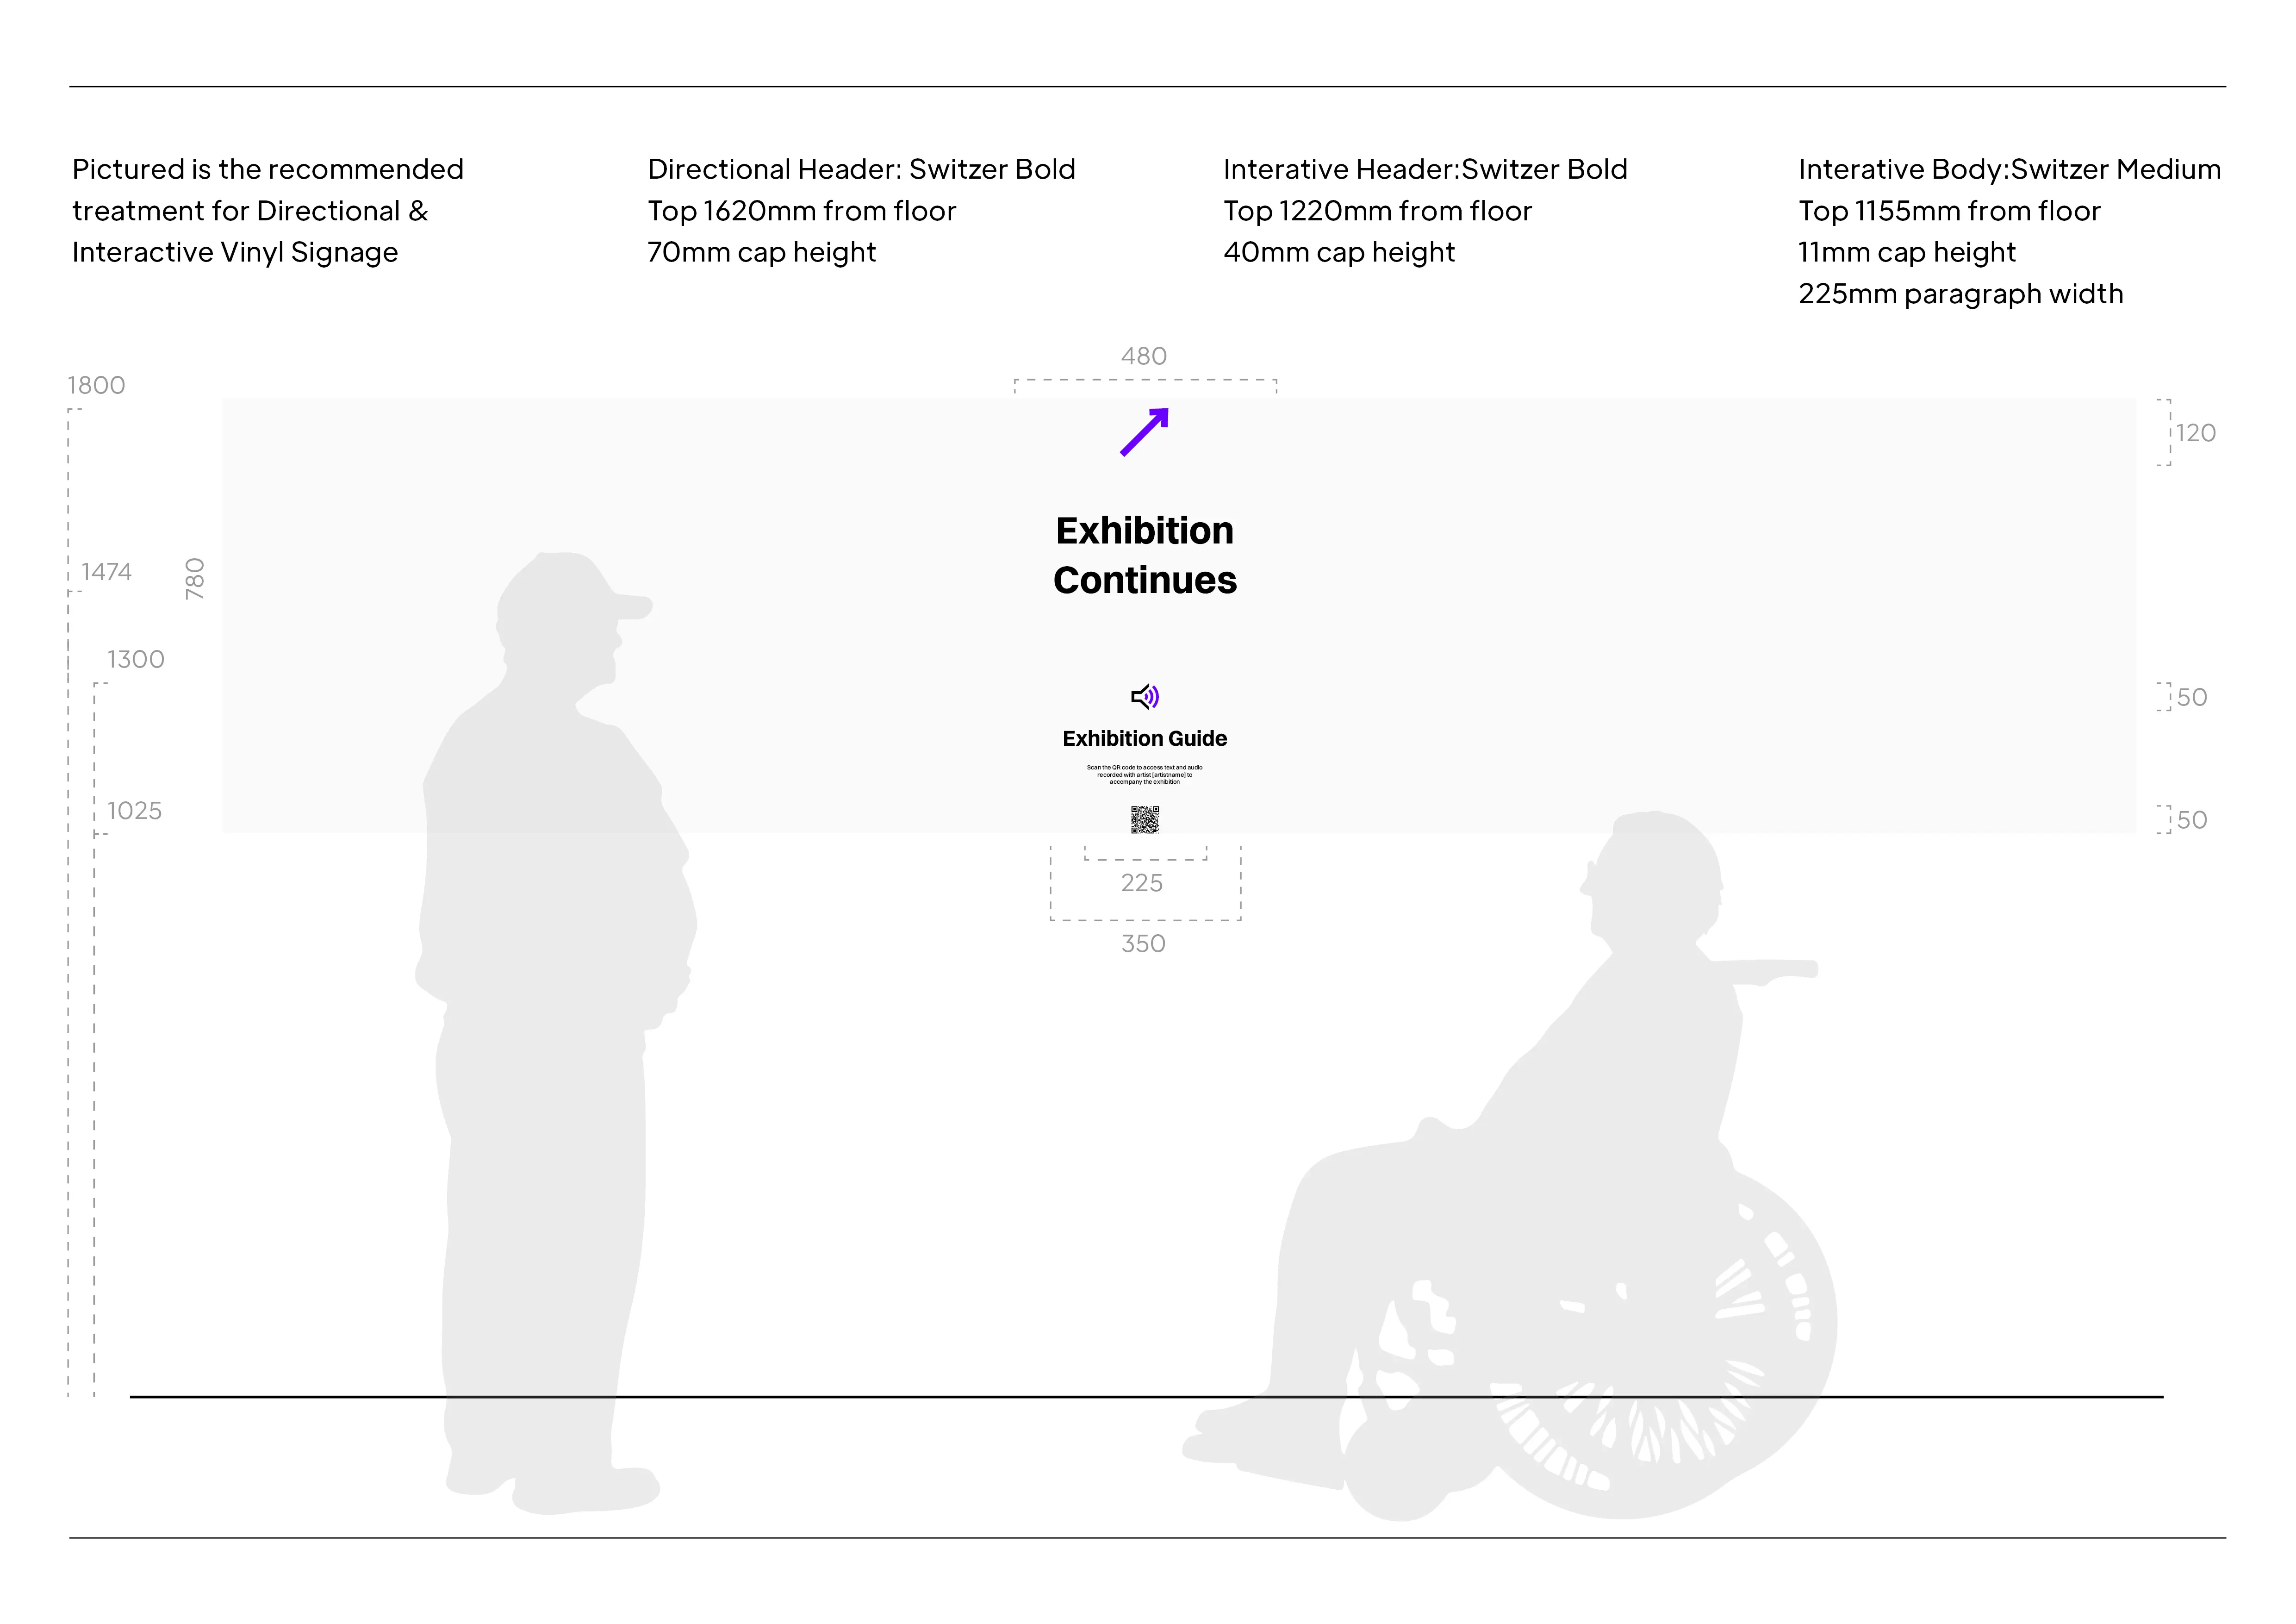 Pictured is the recommended
treatment for Directional &
Interactive Vinyl Signage
Directional Header: Switzer Bold
Top 1620mm from floor
70mm cap height
Interative Header:Switzer Bold
Top 1220mm from floor
40mm cap height
Interative Body:Switzer Medium
Top 1155mm from floor
11mm cap height
225mm paragraph width
480
1800
120
Exhibition
Continues
1474
780
1300
50
Exhibition Guide
Scan the QR code to access text and audio
recorded with artist [artistname] to
accompany the exhibition
1025
50
225
350